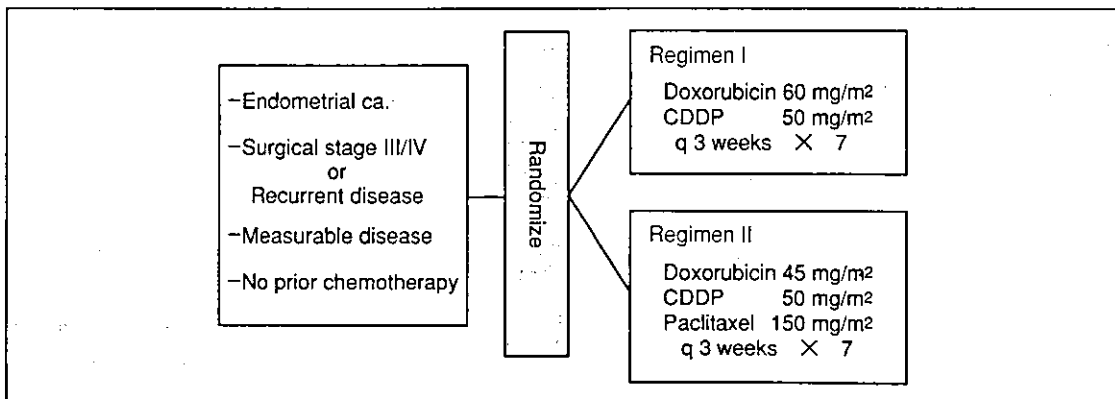 -Endometrial ca.
-Surgical stage III/IV
or
Recurrent disease
-Measurable disease
-No prior chemotherapy
Randomize
Regimen I
Doxorubicin 60 mg/m2
CDDP 50 mg/m2
q 3 weeks × 7
Regimen II
Doxorubicin 45 mg/m2
CDDP 50 mg/m2
Paclitaxel 150 mg/m2
q 3 weeks × 7